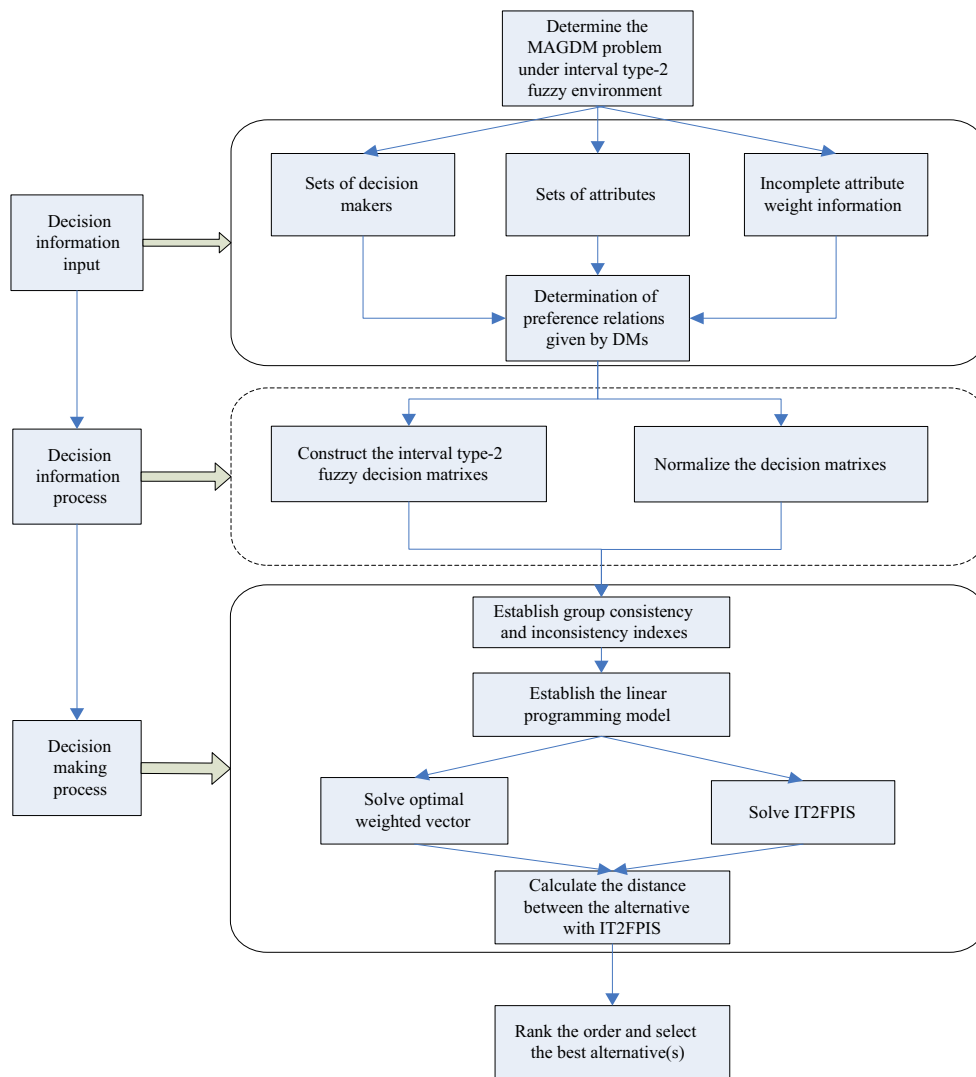 Determine the
MAGDM problem
under interval type-2
fuzzy environment
Sets of decision
makers
Sets of attributes
Incomplete attribute
weight information
Decision
information
input
Determination of
preference relations
given by DMs
Decision
information
process
Construct the interval type-2
fuzzy decision matrixes
Normalize the decision matrixes
Establish group consistency
and inconsistency indexes
Establish the linear
programming model
Decision
making
process
Solve optimal
weighted vector
Solve IT2FPIS
Calculate the distance
between the alternative
with IT2FPIS
Rank the order and select
the best alternative(s)